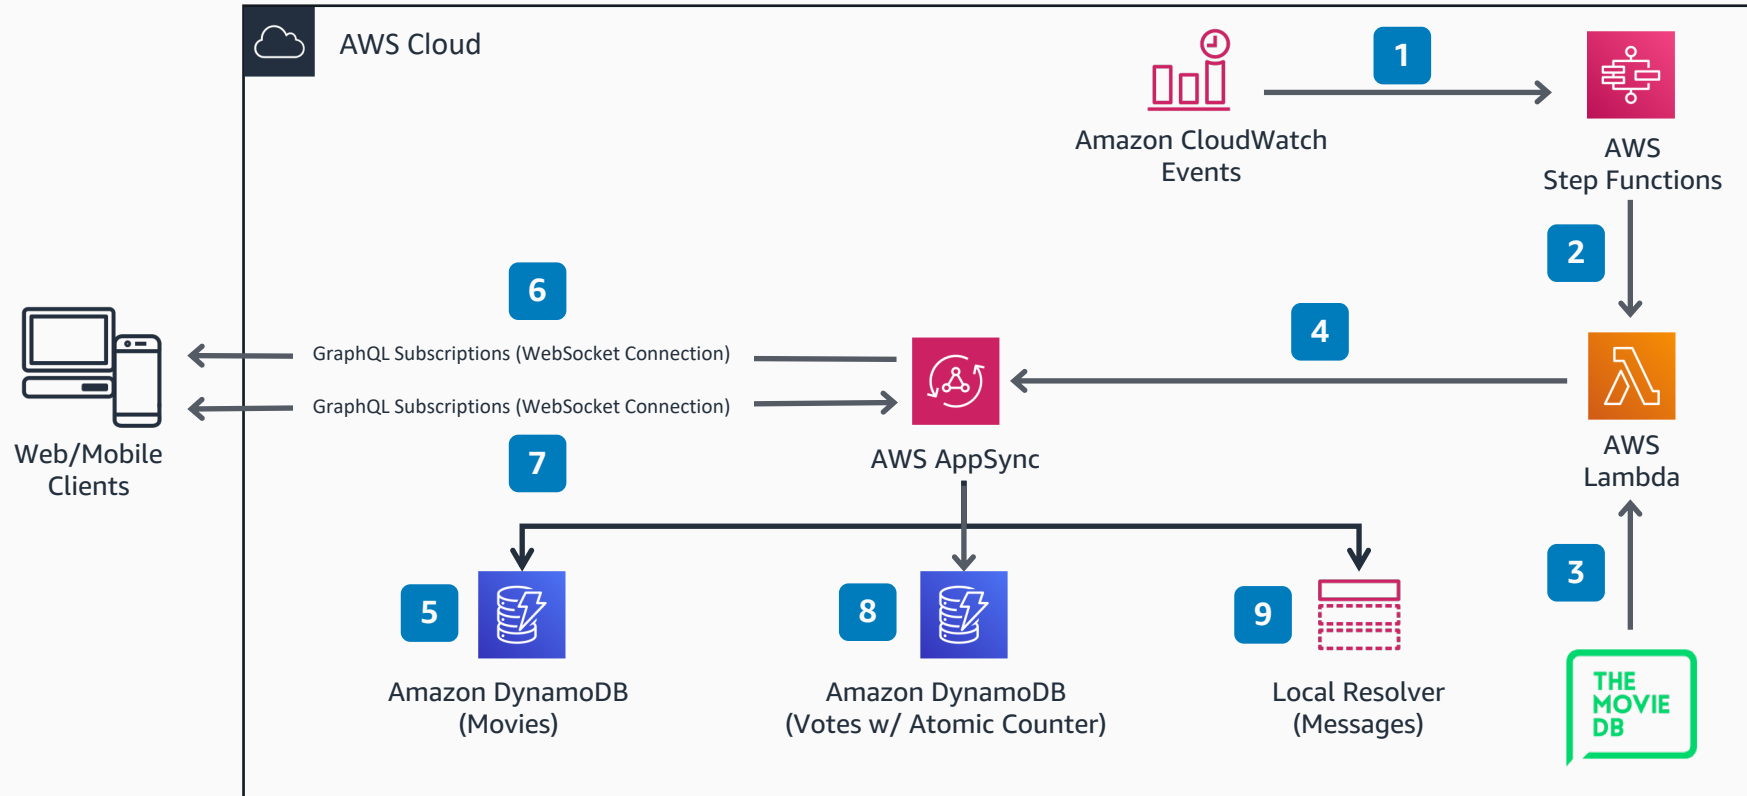 AWS Cloud
1
Amazon CloudWatch
Events
AWS
Step Functions
2
6
4
GraphQL Subscriptions (WebSocket Connection)
GraphQL Subscriptions (WebSocket Connection)
7
Web/Mobile
Clients
AWS AppSync
AWS
Lambda
3
5
8
9
Amazon DynamoDB
(Movies)
Amazon DynamoDB
(Votes w/ Atomic Counter)
Local Resolver
(Messages)
THE
MOVIE
DB